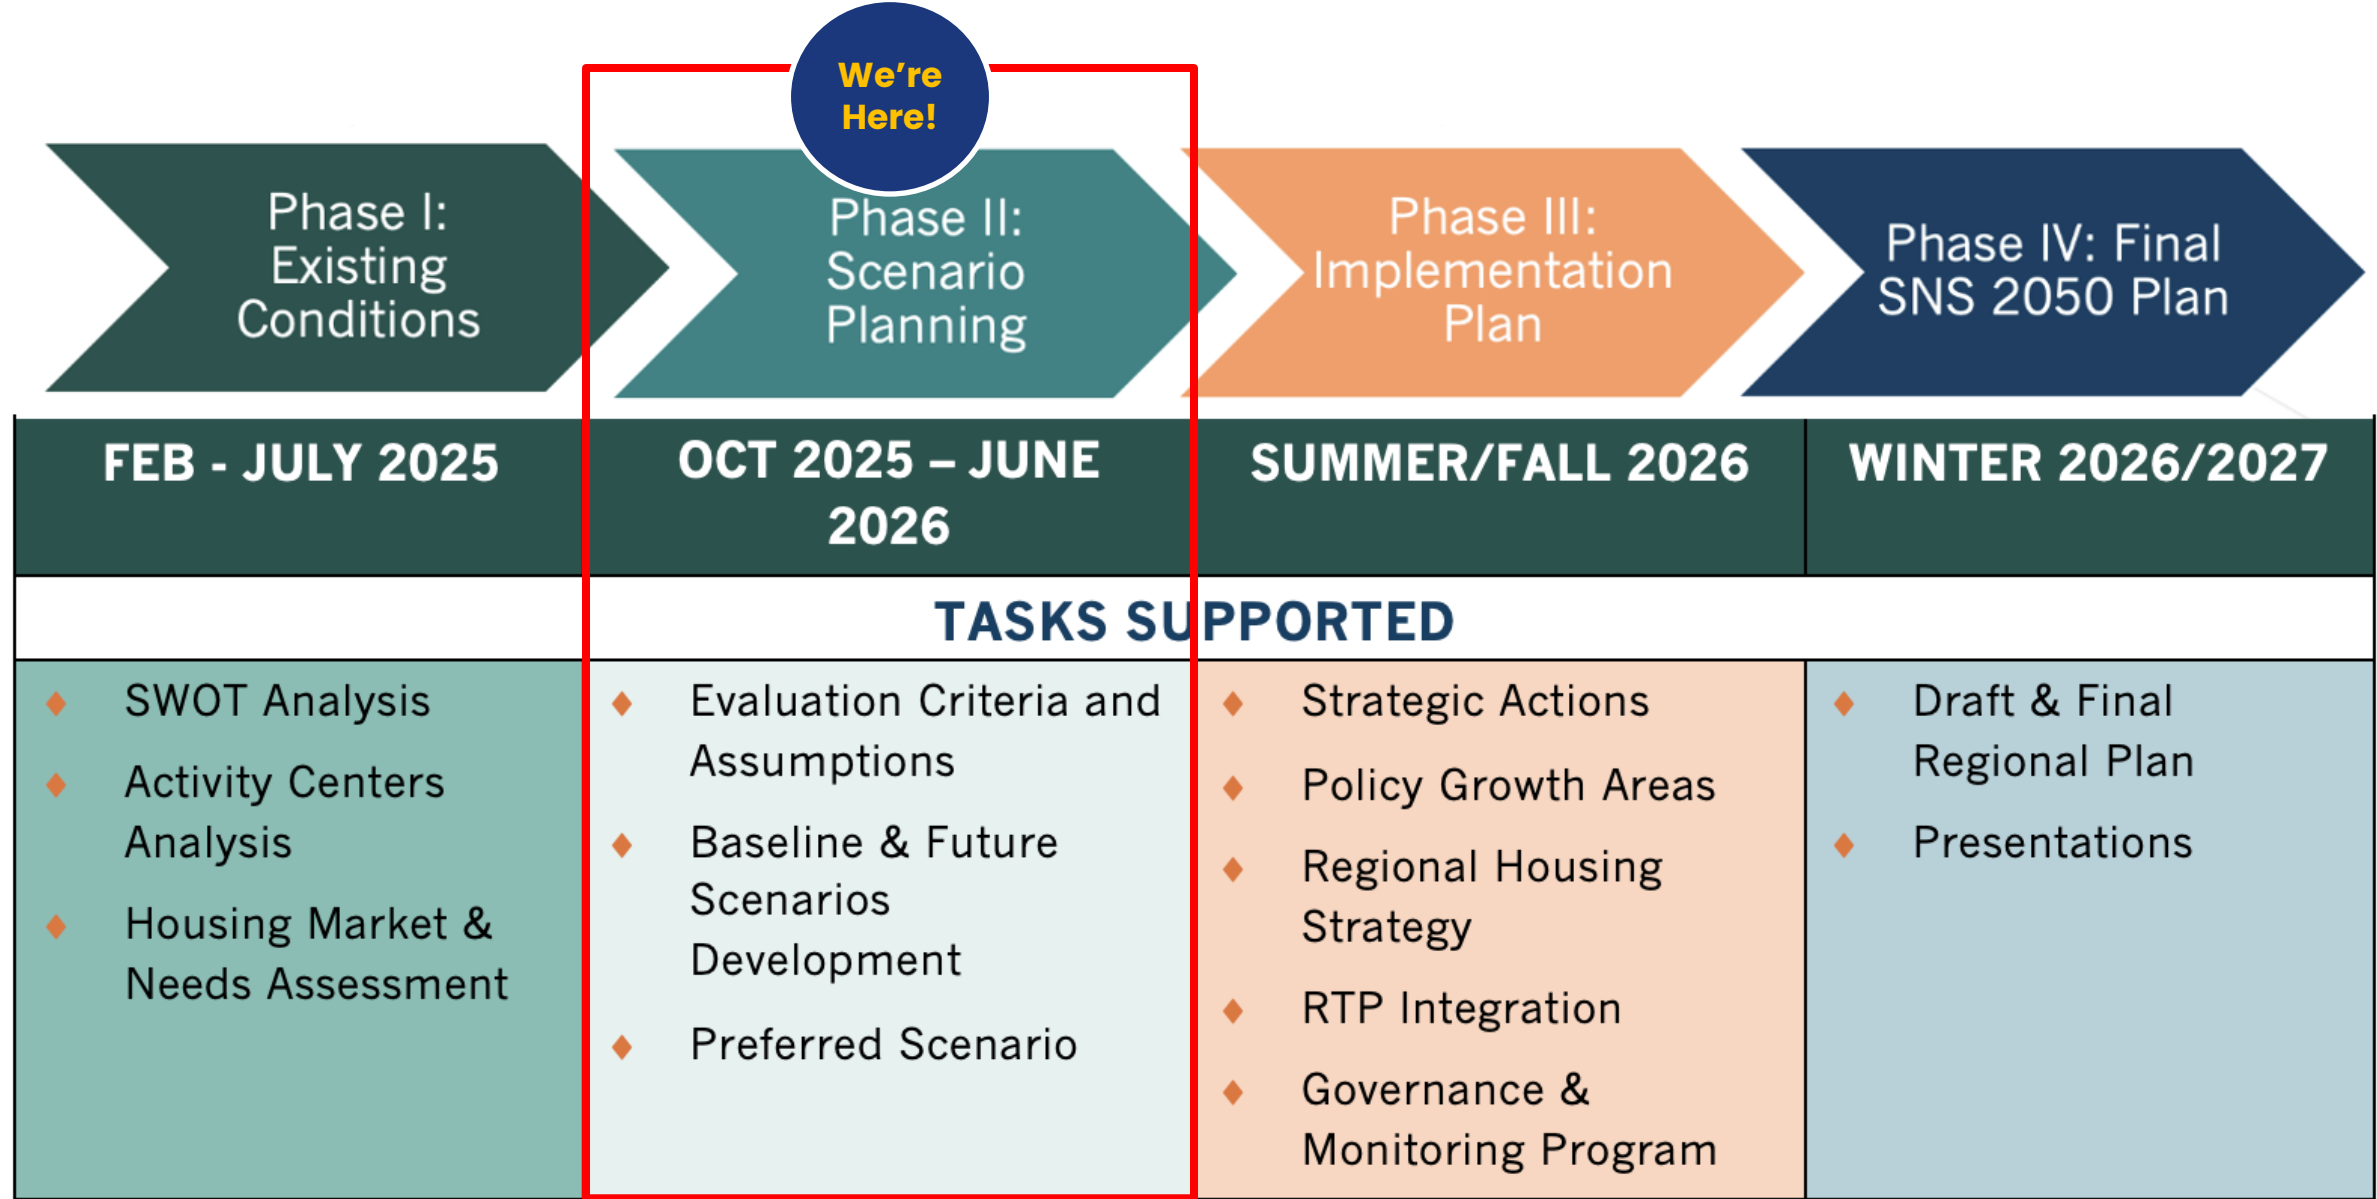 We’re
Here!
Phase I:
Existing
Conditions
Phase II:
Scenario
Planning
Phase III:
Implementation
Plan
Phase IV: Final
SNS 2050 Plan
FEB - JULY 2025
OCT 2025 – JUNE
2026
SUMMER/FALL 2026
WINTER 2026/2027
TASKS SUPPORTED
SWOT Analysis
Activity Centers
Analysis
Housing Market &
Needs Assessment
Evaluation Criteria and
Assumptions
Baseline & Future
Scenarios
Development
Preferred Scenario
Strategic Actions
Policy Growth Areas
Regional Housing
Strategy
RTP Integration
Governance &
Monitoring Program
Draft & Final
Regional Plan
Presentations